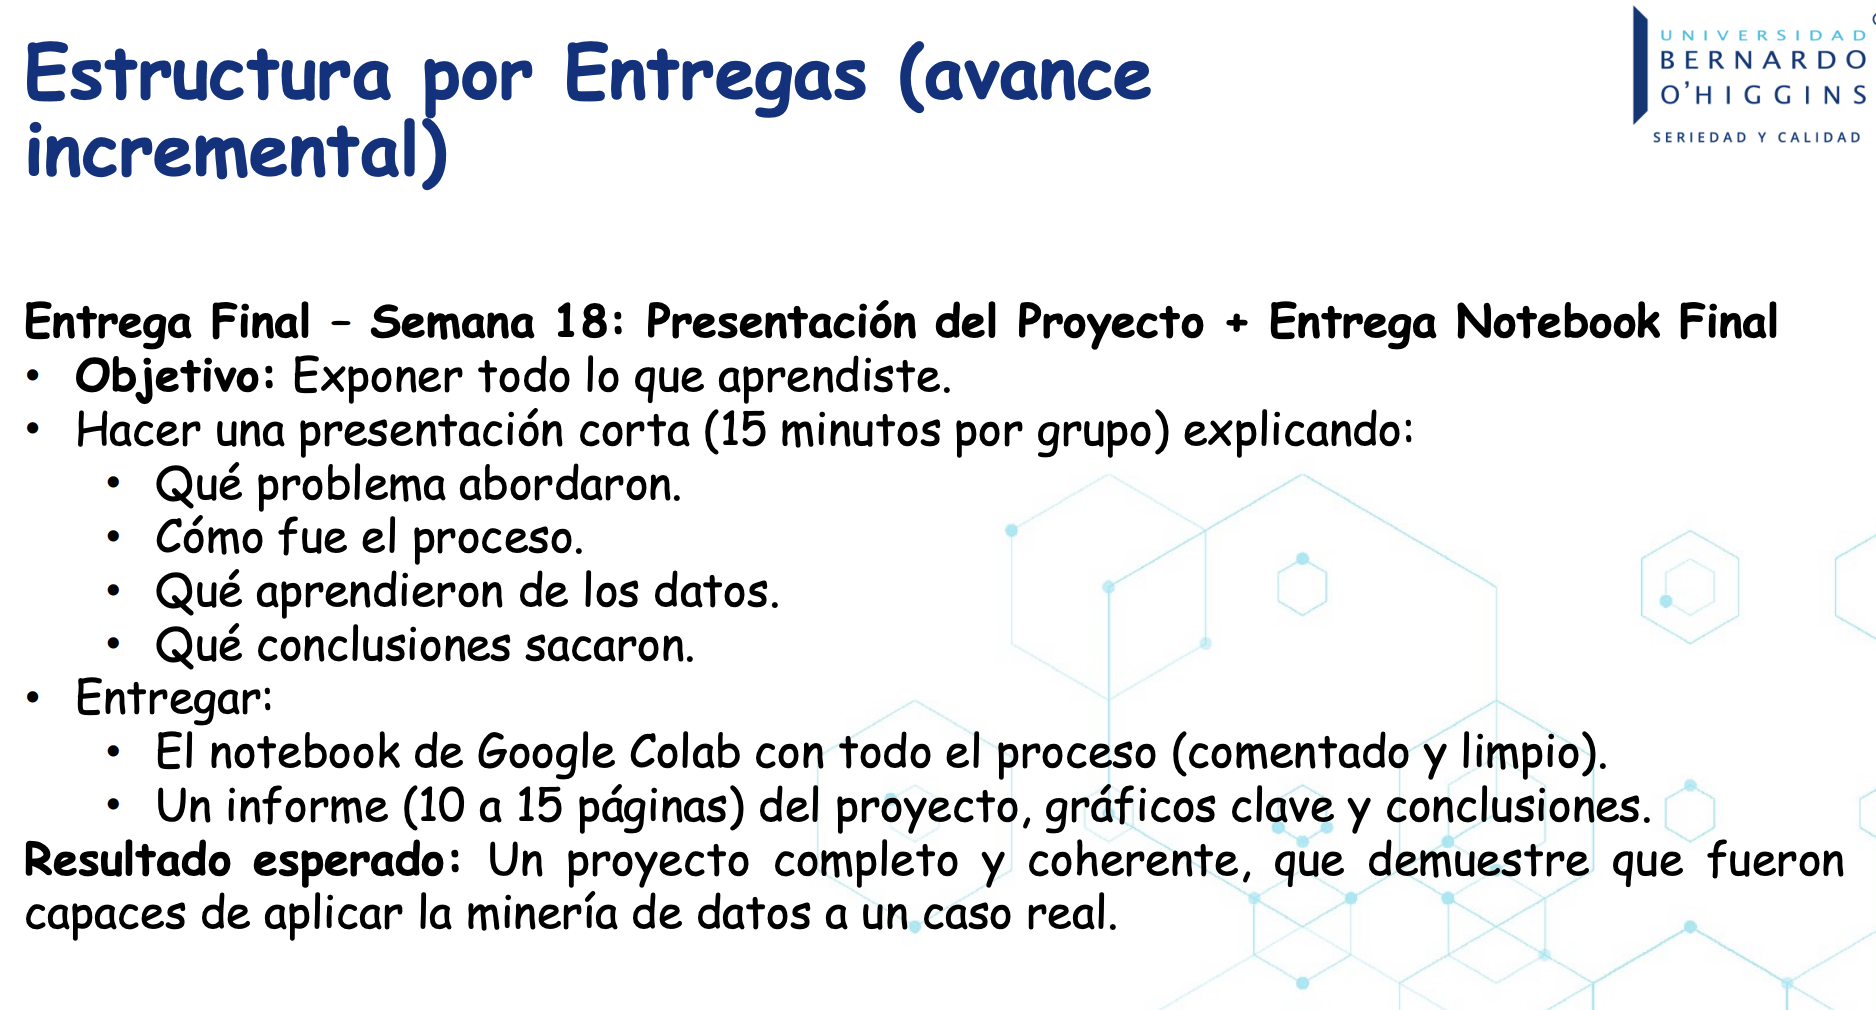 Estructura por Entregas (avance
incremental)
UNIVERSIDAD
BERNARDO
O'HIGGINS
SERIEDAD Y CALIDAD
Entrega Final – Semana 18: Presentación del Proyecto + Entrega Notebook Final
• Objetivo: Exponer todo lo que aprendiste.
• Hacer una presentación corta (15 minutos por grupo) explicando:
• Qué problema abordaron.
• Cómo fue el proceso.
• Qué aprendieron de los datos.
• Qué conclusiones sacaron.
• Entregar:
• El notebook de Google Colab con todo el proceso (comentado y limpio).
• Un informe (10 a 15 páginas) del proyecto, gráficos clave y conclusiones.
Resultado esperado: Un proyecto completo y coherente, que demuestre que fueron
capaces de aplicar la minería de datos a un caso real.